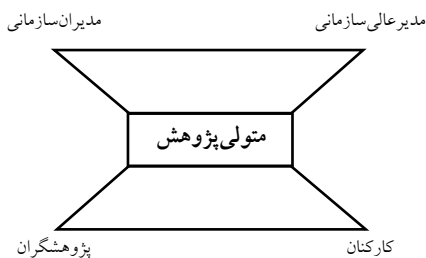 مدیرعالی‌سازمانی
مدیران‌سازمانی
متولی‌پژوهش
کارکنان
پژوهشگران